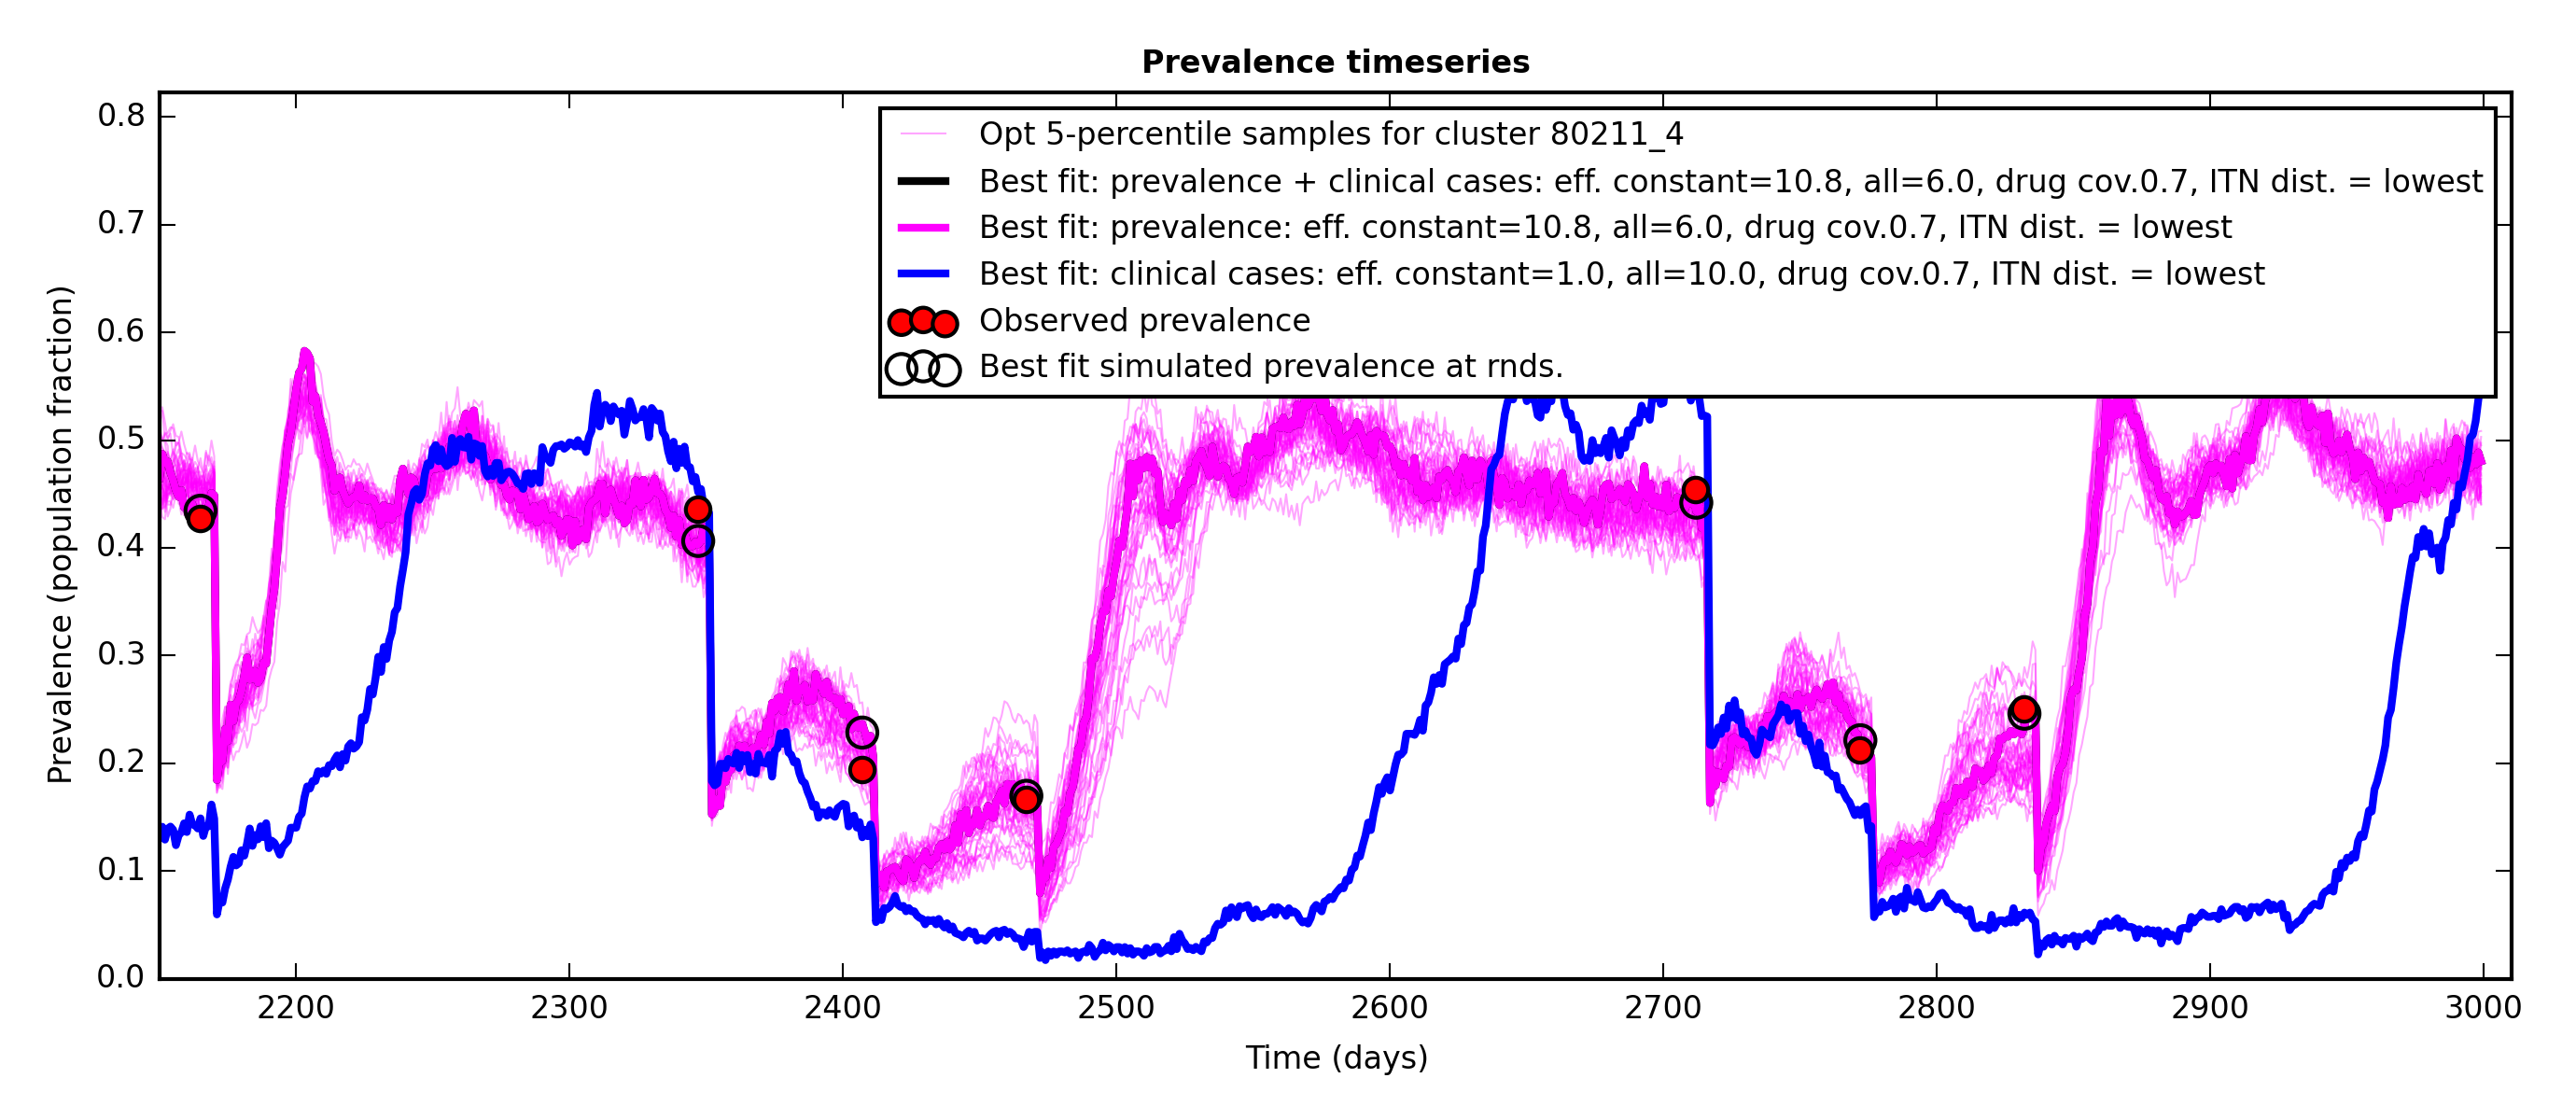 Prevalence timeseries
Prevalence (population fraction)
0.8
0.7
0.6
0.5
0.4
0.3
0.2
0.1
0.0
Opt 5-percentile samples for cluster 80211_4
Best fit: prevalence + clinical cases: eff. constant=10.8, all=6.0, drug cov.0.7, ITN dist. = lowest
Best fit: prevalence: eff. constant=10.8, all=6.0, drug cov.0.7, ITN dist. = lowest
Best fit: clinical cases: eff. constant=1.0, all=10.0, drug cov.0.7, ITN dist. = lowest
Observed prevalence
Best fit simulated prevalence at rnds.
2200 2300 2400 2500 2600 2700 2800 2900 3000
Time (days)